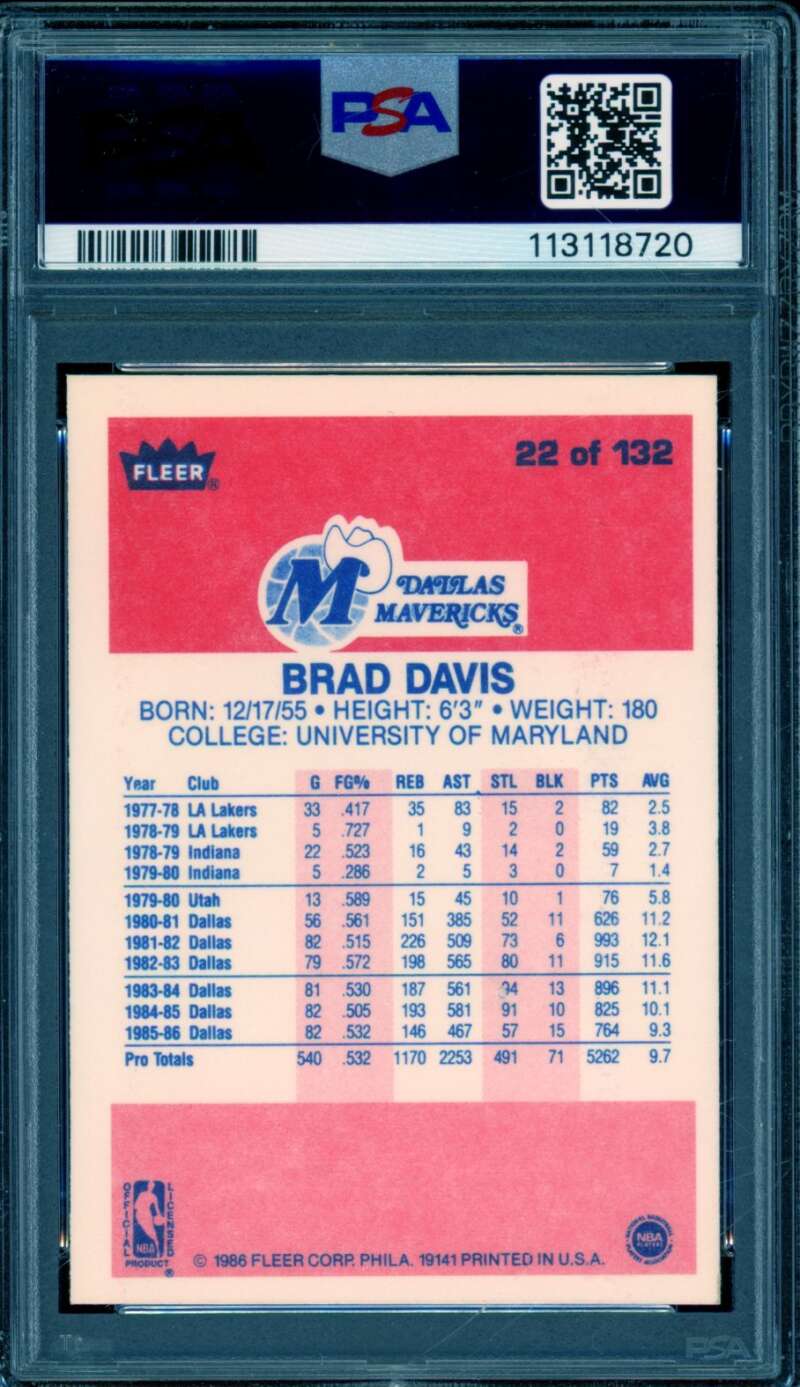 PSA
113118720
FLEER®
22 of 132
M DALLAS
MAVERICKS®
BRAD DAVIS
BORN: 12/17/55 • HEIGHT: 6'3" • WEIGHT: 180
COLLEGE: UNIVERSITY OF MARYLAND
Year Club G FG% REB AST STL BLK PTS AVG
1977-78 LA Lakers 33 .417 35 83 15 2 82 2.5
1978-79 LA Lakers 5 .727 1 9 2 0 19 3.8
1978-79 Indiana 22 .523 16 43 14 2 59 2.7
1979-80 Indiana 5 .286 2 5 3 0 7 1.4
1979-80 Utah 13 .589 15 45 10 1 76 5.8
1980-81 Dallas 56 .561 151 385 52 11 626 11.2
1981-82 Dallas 82 .515 226 509 73 6 993 12.1
1982-83 Dallas 79 .572 198 565 80 11 915 11.6
1983-84 Dallas 81 .530 187 561 94 13 896 11.1
1984-85 Dallas 82 .505 193 581 91 10 825 10.1
1985-86 Dallas 82 .532 146 467 57 15 764 9.3
Pro Totals 540 .532 1170 2253 491 71 5262 9.7
OFFICIAL LICENSED
NBA
PRODUCT®
© 1986 FLEER CORP. PHILA. 19141 PRINTED IN U.S.A.
NBA
PLAYERS
PSA